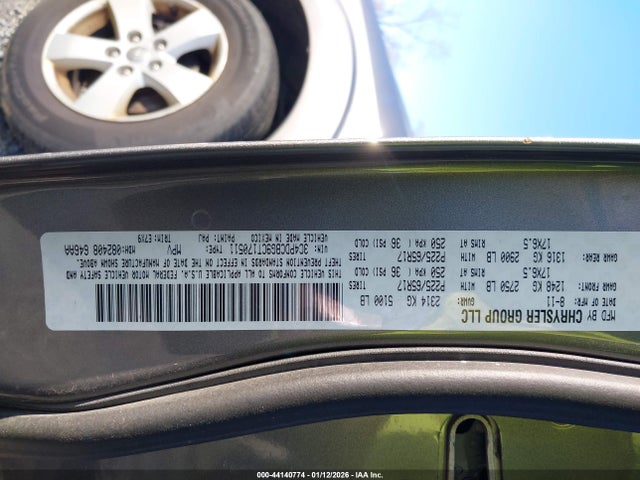 MFD BY CHRYSLER GROUP LLC
DATE OF MFR: 8-11 GVWR: 2314 KG 5100 LB
GAWR FRONT: 1248 KG 2750 LB WITH P225/65R17 TIRES
17X6.5 RIMS AT 250 KPA ( 36 PSI) COLD
GAWR REAR: 1316 KG 2900 LB WITH P225/65R17 TIRES
17X6.5 RIMS AT 250 KPA ( 36 PSI) COLD
THIS VEHICLE CONFORMS TO ALL APPLICABLE U.S.A. FEDERAL MOTOR VEHICLE SAFETY AND
THEFT PREVENTION STANDARDS IN EFFECT ON THE DATE OF MANUFACTURE SHOWN ABOVE.
VIN: 3C4PDCBG9CT170511 TYPE: MPV MDH:082408 646AA
VEHICLE MADE IN MEXICO PAINT: TRIM:E7X9
000-44140774 — 01/12/2026 — IAA Inc.